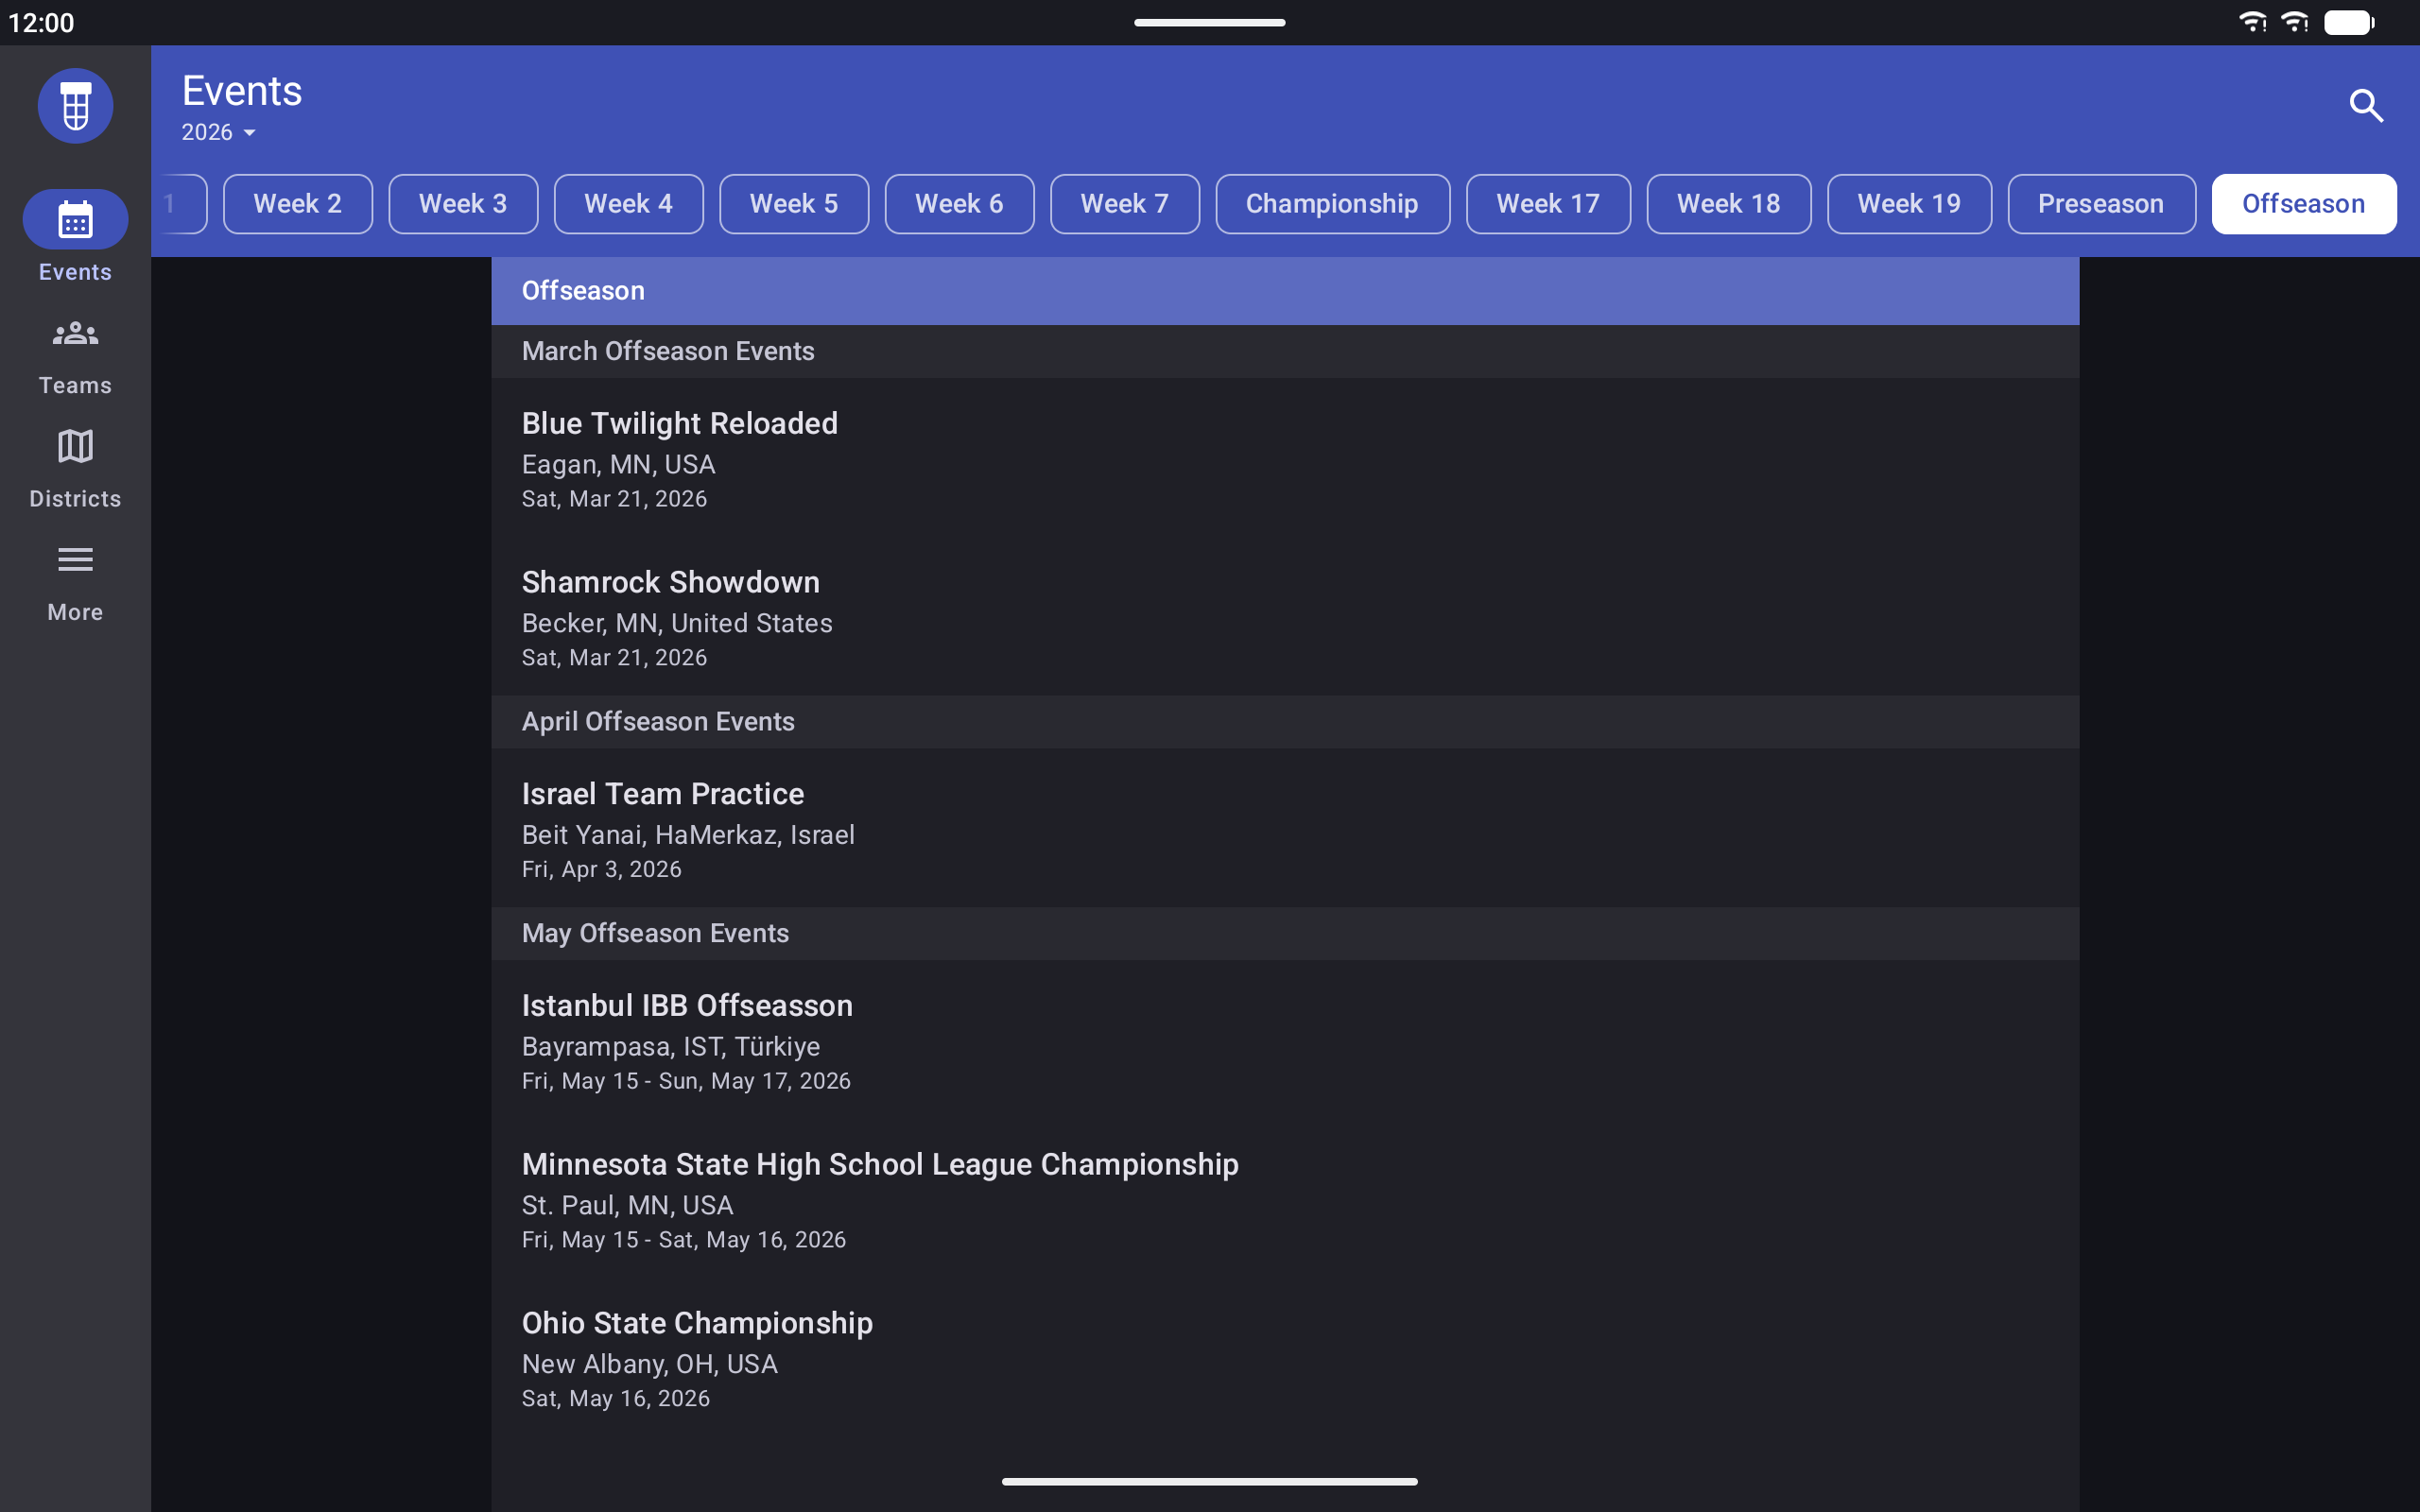 12:00
Events
2026
1
Week 2
Week 3
Week 4
Week 5
Week 6
Week 7
Championship
Week 17
Week 18
Week 19
Preseason
Offseason
Events
Teams
Districts
More
Offseason
March Offseason Events
Blue Twilight Reloaded
Eagan, MN, USA
Sat, Mar 21, 2026
Shamrock Showdown
Becker, MN, United States
Sat, Mar 21, 2026
April Offseason Events
Israel Team Practice
Beit Yanai, HaMerkaz, Israel
Fri, Apr 3, 2026
May Offseason Events
Istanbul IBB Offseasson
Bayrampasa, IST, Türkiye
Fri, May 15 - Sun, May 17, 2026
Minnesota State High School League Championship
St. Paul, MN, USA
Fri, May 15 - Sat, May 16, 2026
Ohio State Championship
New Albany, OH, USA
Sat, May 16, 2026